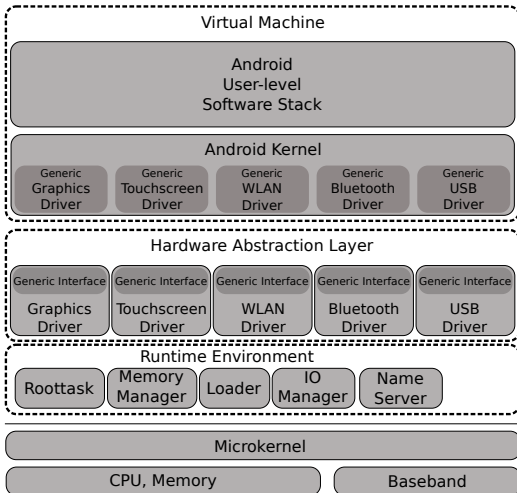 Virtual Machine
Android
User-level
Software Stack
Android Kernel
Generic
Graphics
Driver
Generic
Touchscreen
Driver
Generic
WLAN
Driver
Generic
Bluetooth
Driver
Generic
USB
Driver
Hardware Abstraction Layer
Generic Interface
Graphics
Driver
Generic Interface
Touchscreen
Driver
Generic Interface
WLAN
Driver
Generic Interface
Bluetooth
Driver
Generic Interface
USB
Driver
Runtime Environment
Roottask
Memory
Manager
Loader
IO
Manager
Name
Server
Microkernel
CPU, Memory
Baseband